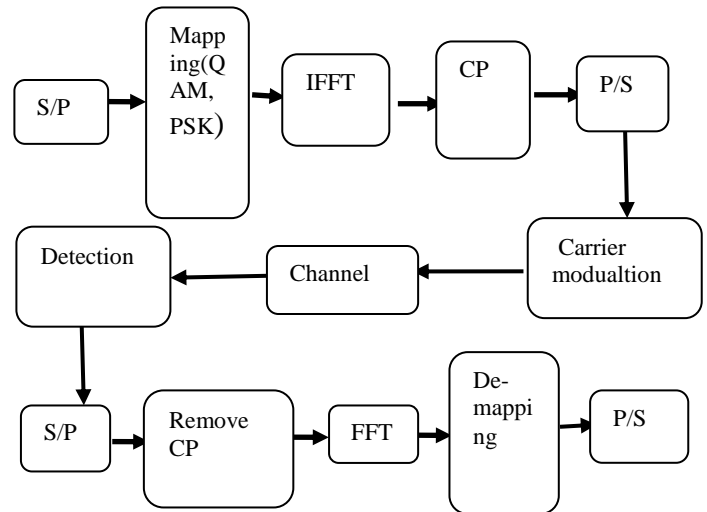 S/P
Mapp
ing(Q
AM,
PSK)
IFFT
CP
P/S
Carrier
modualtion
Channel
Detection
S/P
Remove
CP
FFT
De-
mappi
ng
P/S